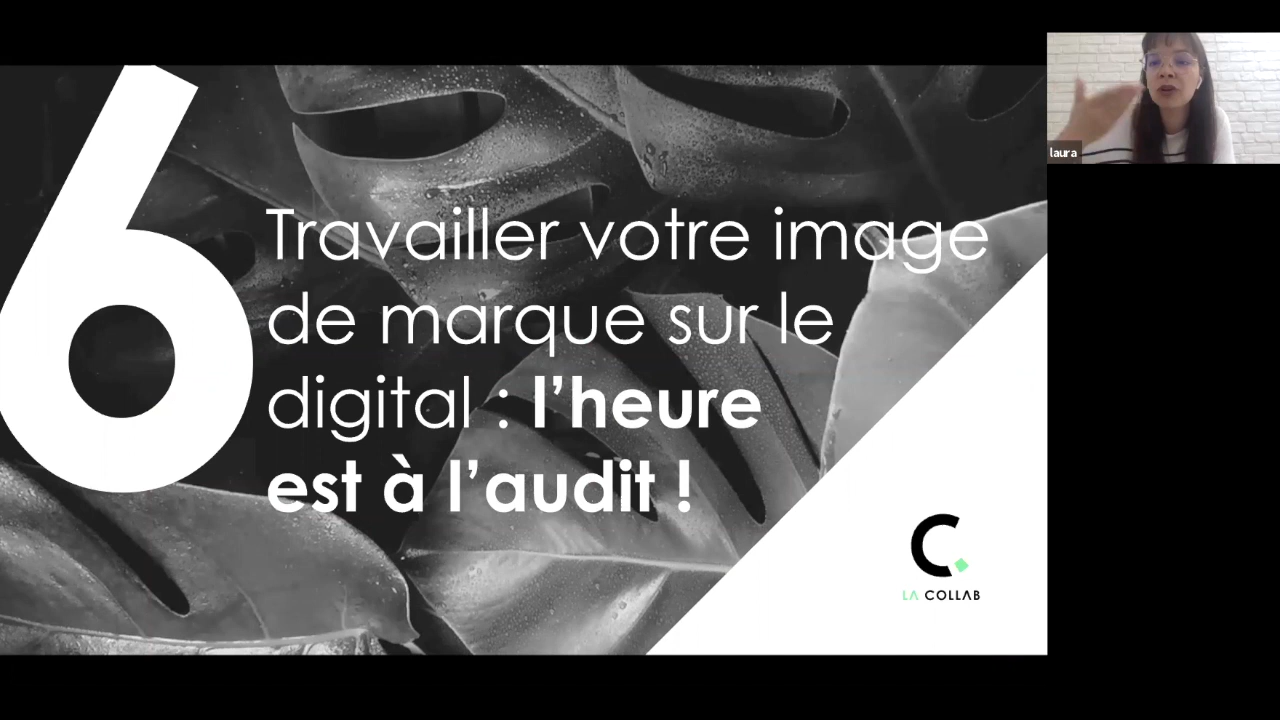 6
Travailler votre image
de marque sur le
digital : l’heure
est à l’audit !
C
LA COLLAB
laura